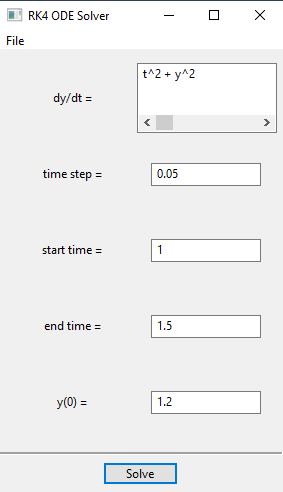 RK4 ODE Solver
File
dy/dt = t^2 + y^2
time step = 0.05
start time = 1
end time = 1.5
y(0) = 1.2
Solve